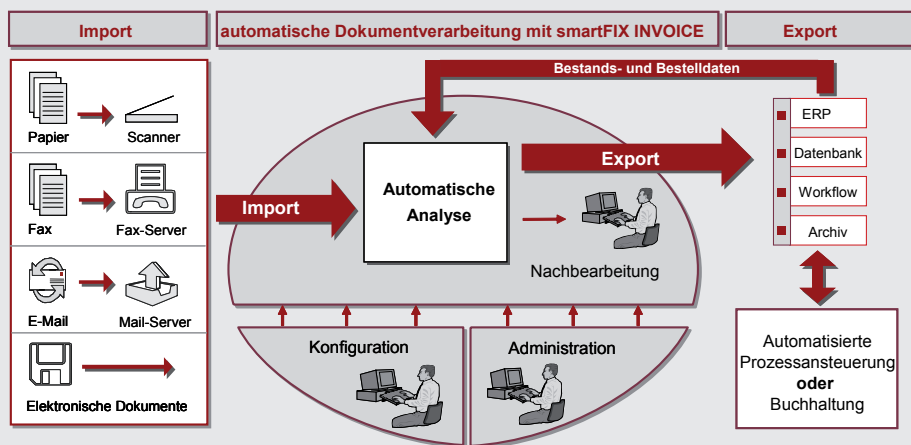 Import
automatische Dokumentverarbeitung mit smartFIX INVOICE
Export
Papier
Scanner
Fax
Fax-Server
E-Mail
Mail-Server
Elektronische Dokumente
Bestands- und Bestelldaten
Import
Automatische
Analyse
Export
Nachbearbeitung
Konfiguration
Administration
ERP
Datenbank
Workflow
Archiv
Automatisierte
Prozessansteuerung
oder
Buchhaltung